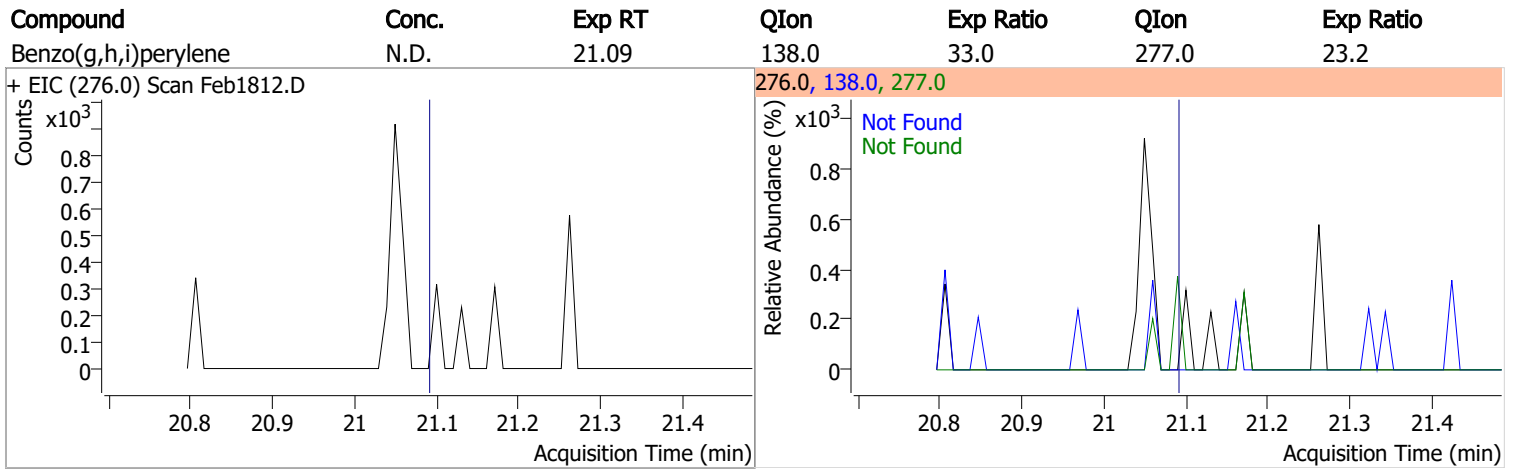 Compound Conc. Exp RT QIon Exp Ratio QIon Exp Ratio
Benzo(g,h,i)perylene N.D. 21.09 138.0 33.0 277.0 23.2
+ EIC (276.0) Scan Feb1812.D
Counts
x10³
0.8
0.7
0.6
0.5
0.4
0.3
0.2
0.1
0
20.8 20.9 21 21.1 21.2 21.3 21.4
Acquisition Time (min)
276.0, 138.0, 277.0
Relative Abundance (%)
x10³
Not Found
Not Found
0.8
0.6
0.4
0.2
0
20.8 20.9 21 21.1 21.2 21.3 21.4
Acquisition Time (min)